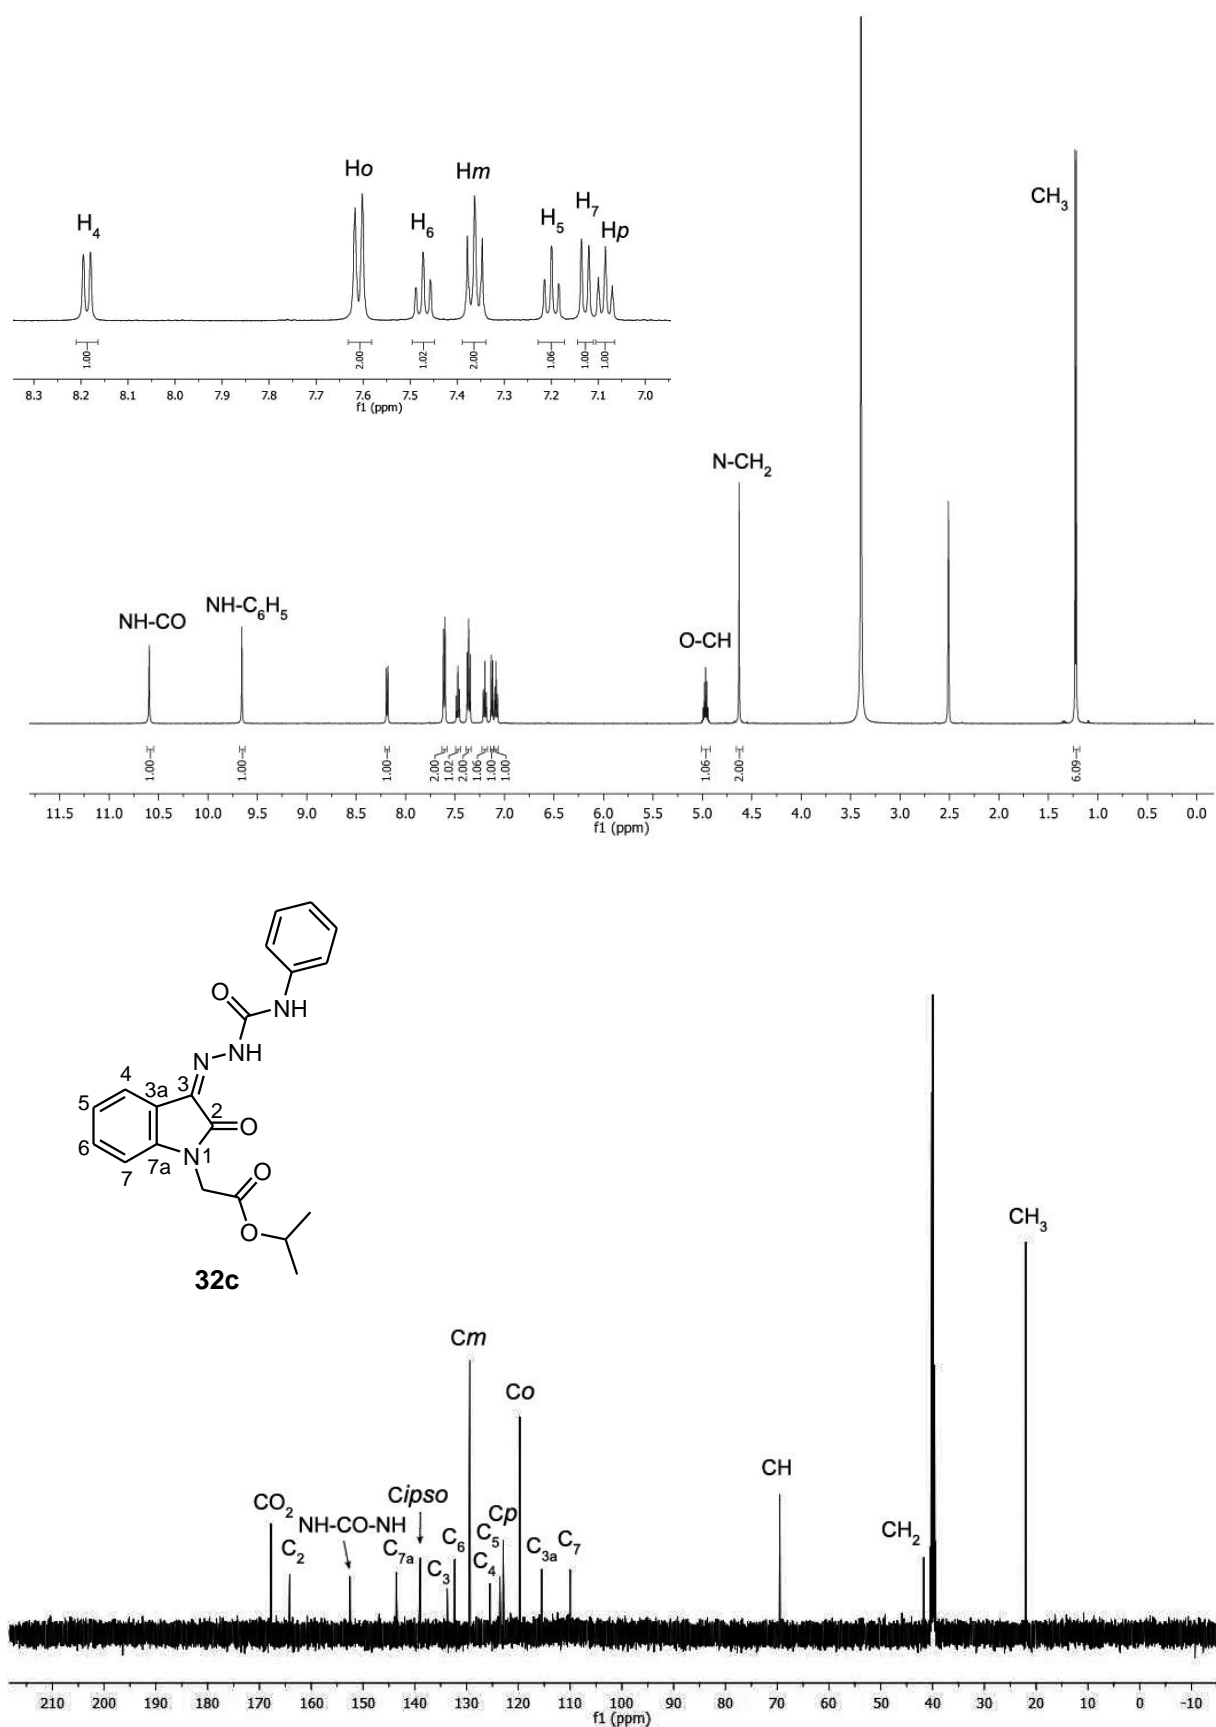 H4
Ho
H6
Hm
H5
H7
Hp
1.00
2.00
1.02
2.00
1.06
1.00
1.00
8.3 8.2 8.1 8.0 7.9 7.8 7.7 7.6 7.5 7.4 7.3 7.2 7.1 7.0
f1 (ppm)
CH3
N-CH2
NH-CO
NH-C6H5
O-CH
1.00
1.00
1.00
2.00
1.02
2.00
1.06
1.00
1.00
1.06
2.00
6.09
11.5 11.0 10.5 10.0 9.5 9.0 8.5 8.0 7.5 7.0 6.5 6.0 5.5 5.0 4.5 4.0 3.5 3.0 2.5 2.0 1.5 1.0 0.5 0.0
f1 (ppm)
O
NH
N
NH
4
3
3a
5
2
O
6
N
1
7a
7
O
O
32c
CH3
Cm
Co
CH
Cipso
CO2
NH-CO-NH
Cp
C6
C5
CH2
C2
C7a
C3
C4
C3a
C7
210 200 190 180 170 160 150 140 130 120 110 100 90 80 70 60 50 40 30 20 10 0 -10
f1 (ppm)